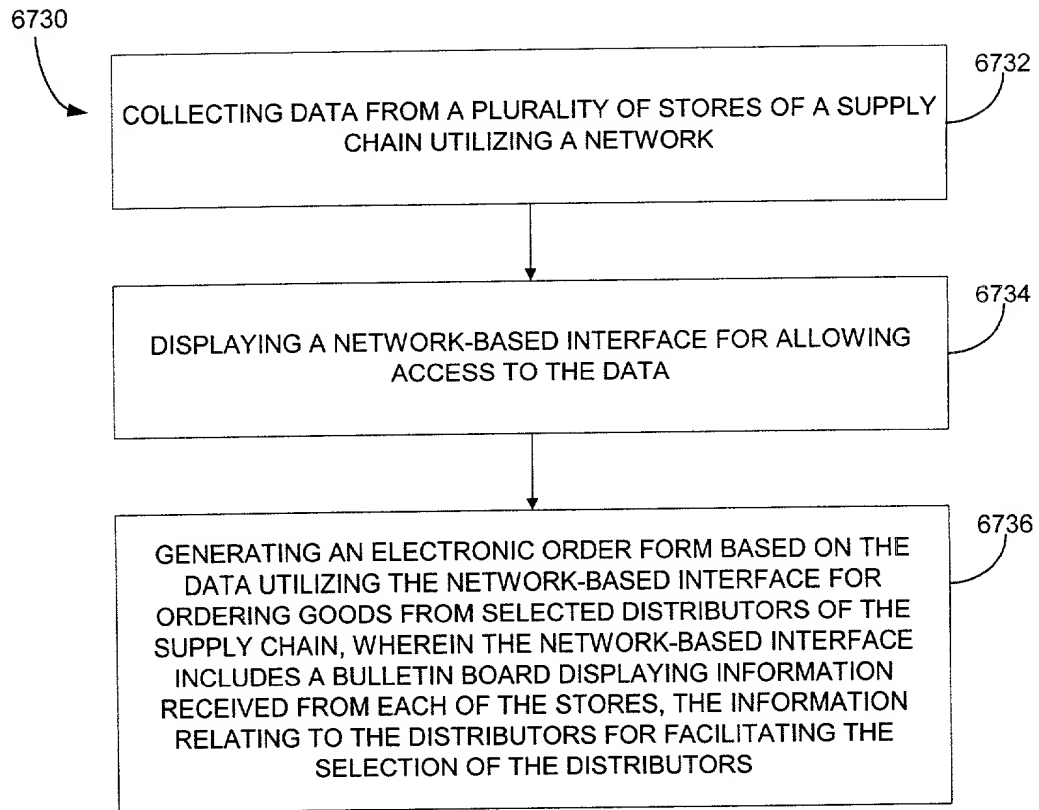 6730
6732
COLLECTING DATA FROM A PLURALITY OF STORES OF A SUPPLY
CHAIN UTILIZING A NETWORK
6734
DISPLAYING A NETWORK-BASED INTERFACE FOR ALLOWING
ACCESS TO THE DATA
6736
GENERATING AN ELECTRONIC ORDER FORM BASED ON THE
DATA UTILIZING THE NETWORK-BASED INTERFACE FOR
ORDERING GOODS FROM SELECTED DISTRIBUTORS OF THE
SUPPLY CHAIN, WHEREIN THE NETWORK-BASED INTERFACE
INCLUDES A BULLETIN BOARD DISPLAYING INFORMATION
RECEIVED FROM EACH OF THE STORES, THE INFORMATION
RELATING TO THE DISTRIBUTORS FOR FACILITATING THE
SELECTION OF THE DISTRIBUTORS